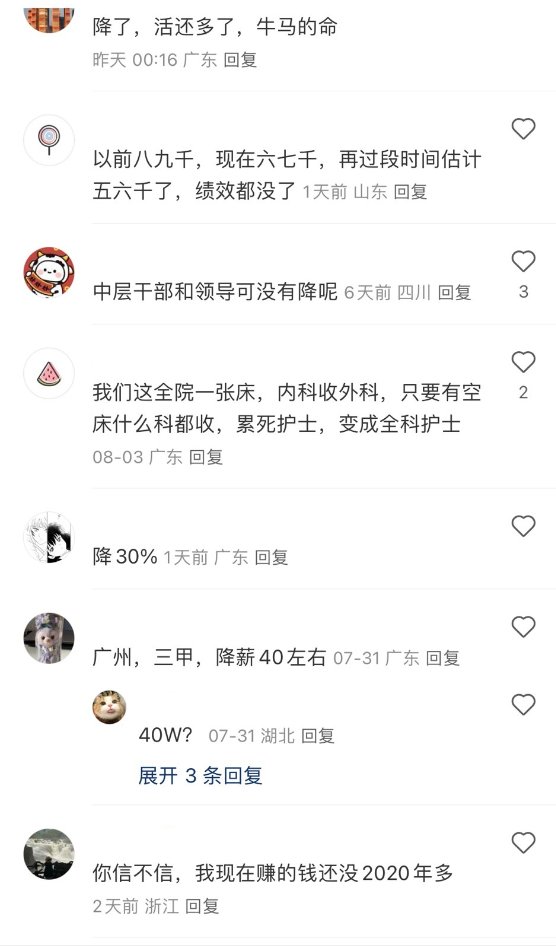 降了，活还多了，牛马的命
昨天 00:16 广东 回复
以前八九千，现在六七千，再过段时间估计
五六千了，绩效都没了 1天前 山东 回复
中层干部和领导可没有降呢 6天前 四川 回复
3
我们这全院一张床，内科收外科，只要有空
2
床什么科都收，累死护士，变成全科护士
08-03 广东 回复
降30% 1天前 广东 回复
广州，三甲，降薪40左右 07-31 广东 回复
40W? 07-31 湖北 回复
展开 3 条回复
你信不信，我现在赚的钱还没2020年多
2天前 浙江 回复